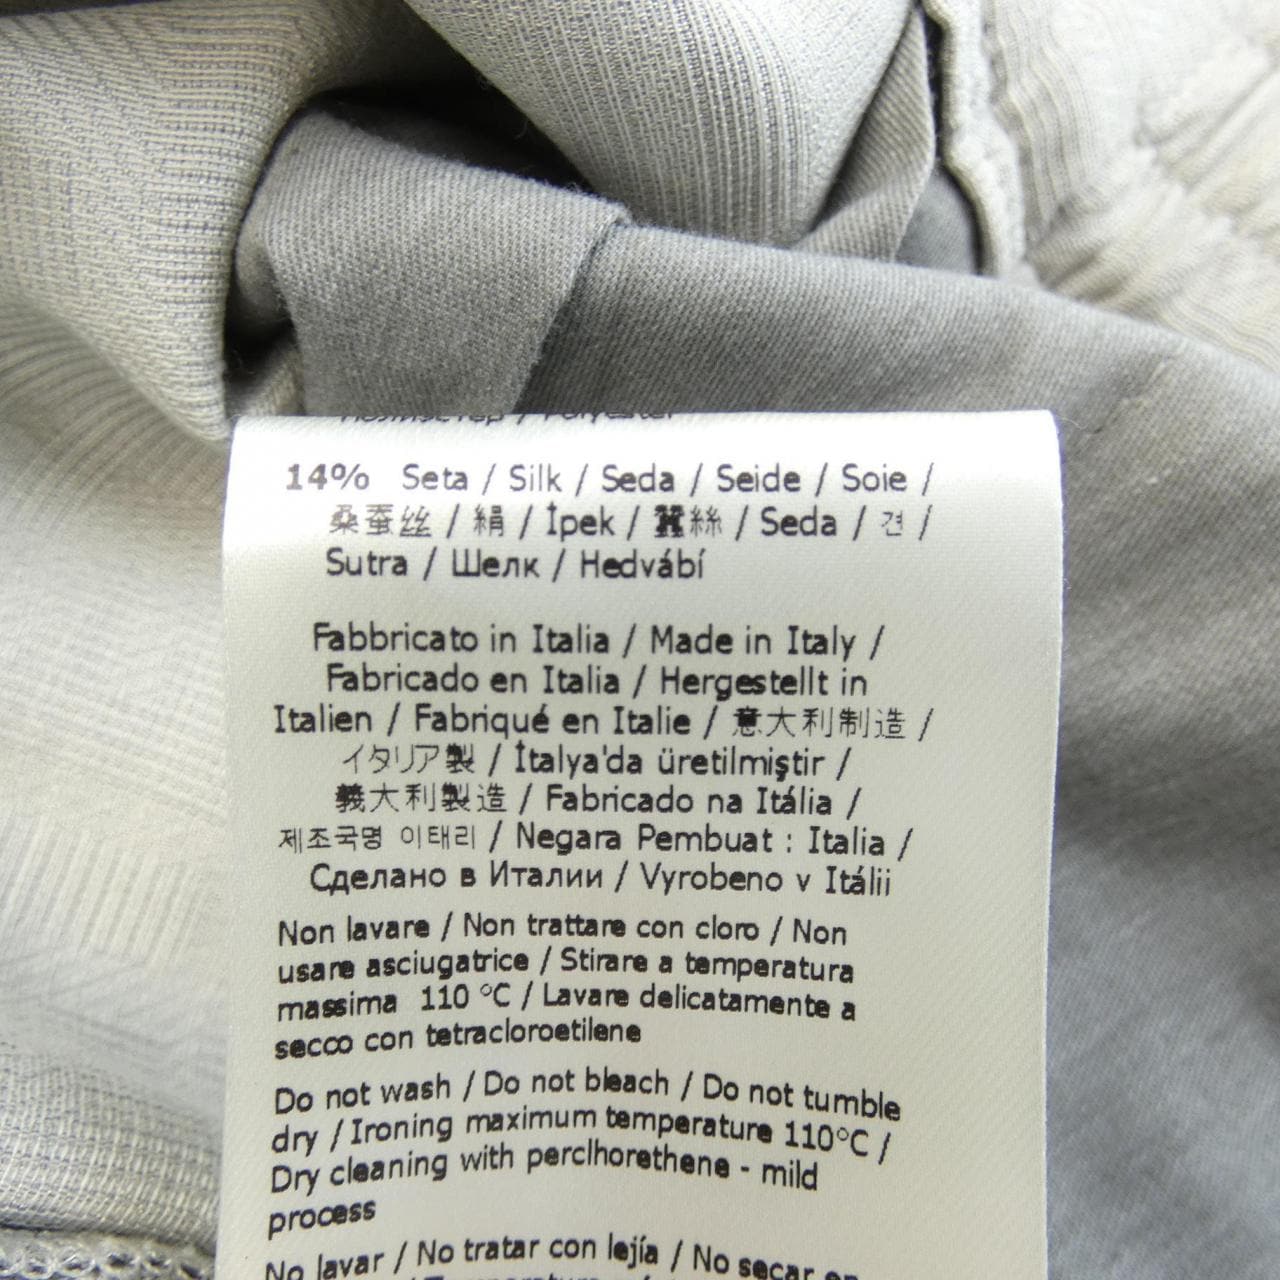 Полиэстер / Polyester
14% Seta / Silk / Seda / Seide / Soie /
桑蚕丝 / 絹 / İpek / 蠶絲 / Seda / 견 /
Sutra / Шелк / Hedvábí
Fabbricato in Italia / Made in Italy /
Fabricado en Italia / Hergestellt in
Italien / Fabriqué en Italie / 意大利制造 /
イタリア製 / İtalya'da üretilmiştir /
義大利製造 / Fabricado na Itália /
제조국명 이태리 / Negara Pembuat : Italia /
Сделано в Италии / Vyrobeno v Itálii
Non lavare / Non trattare con cloro / Non
usare asciugatrice / Stirare a temperatura
massima 110 °C / Lavare delicatamente a
secco con tetracloroetilene
Do not wash / Do not bleach / Do not tumble
dry / Ironing maximum temperature 110°C /
Dry cleaning with perclhorethene - mild
process
No lavar / No tratar con lejía / No secar en